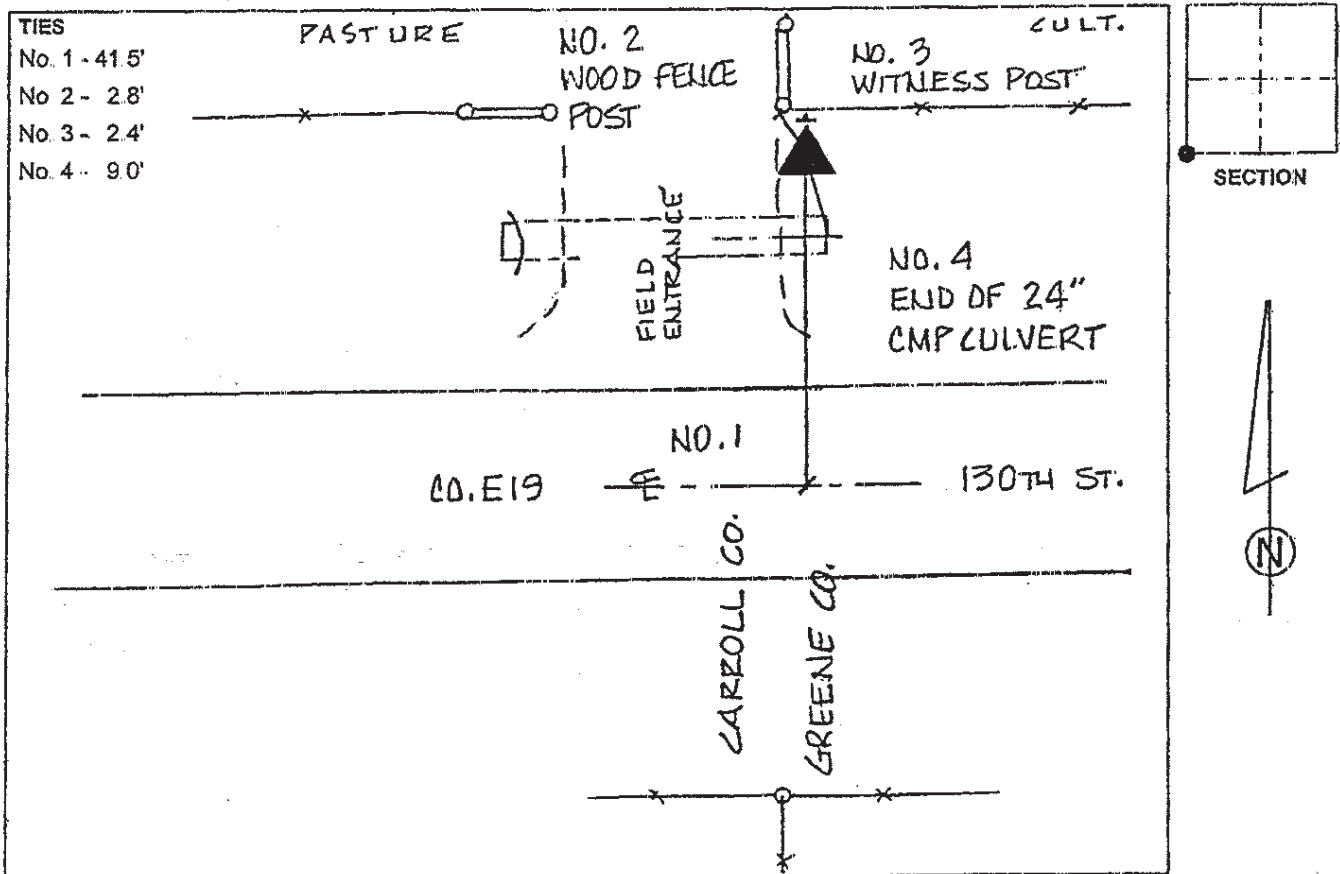 TIES
No. 1 - 41.5'
No 2 - 2.8'
No. 3 - 2.4'
No. 4 - 9.0'
PASTURE
NO. 2
WOOD FENCE
POST
CULT.
NO. 3
WITNESS POST
SECTION
FIELD
ENTRANCE
NO. 4
END OF 24"
CMP CULVERT
NO. 1
CO. E19
130TH ST.
N
CARROLL CO.
GREENE CO.